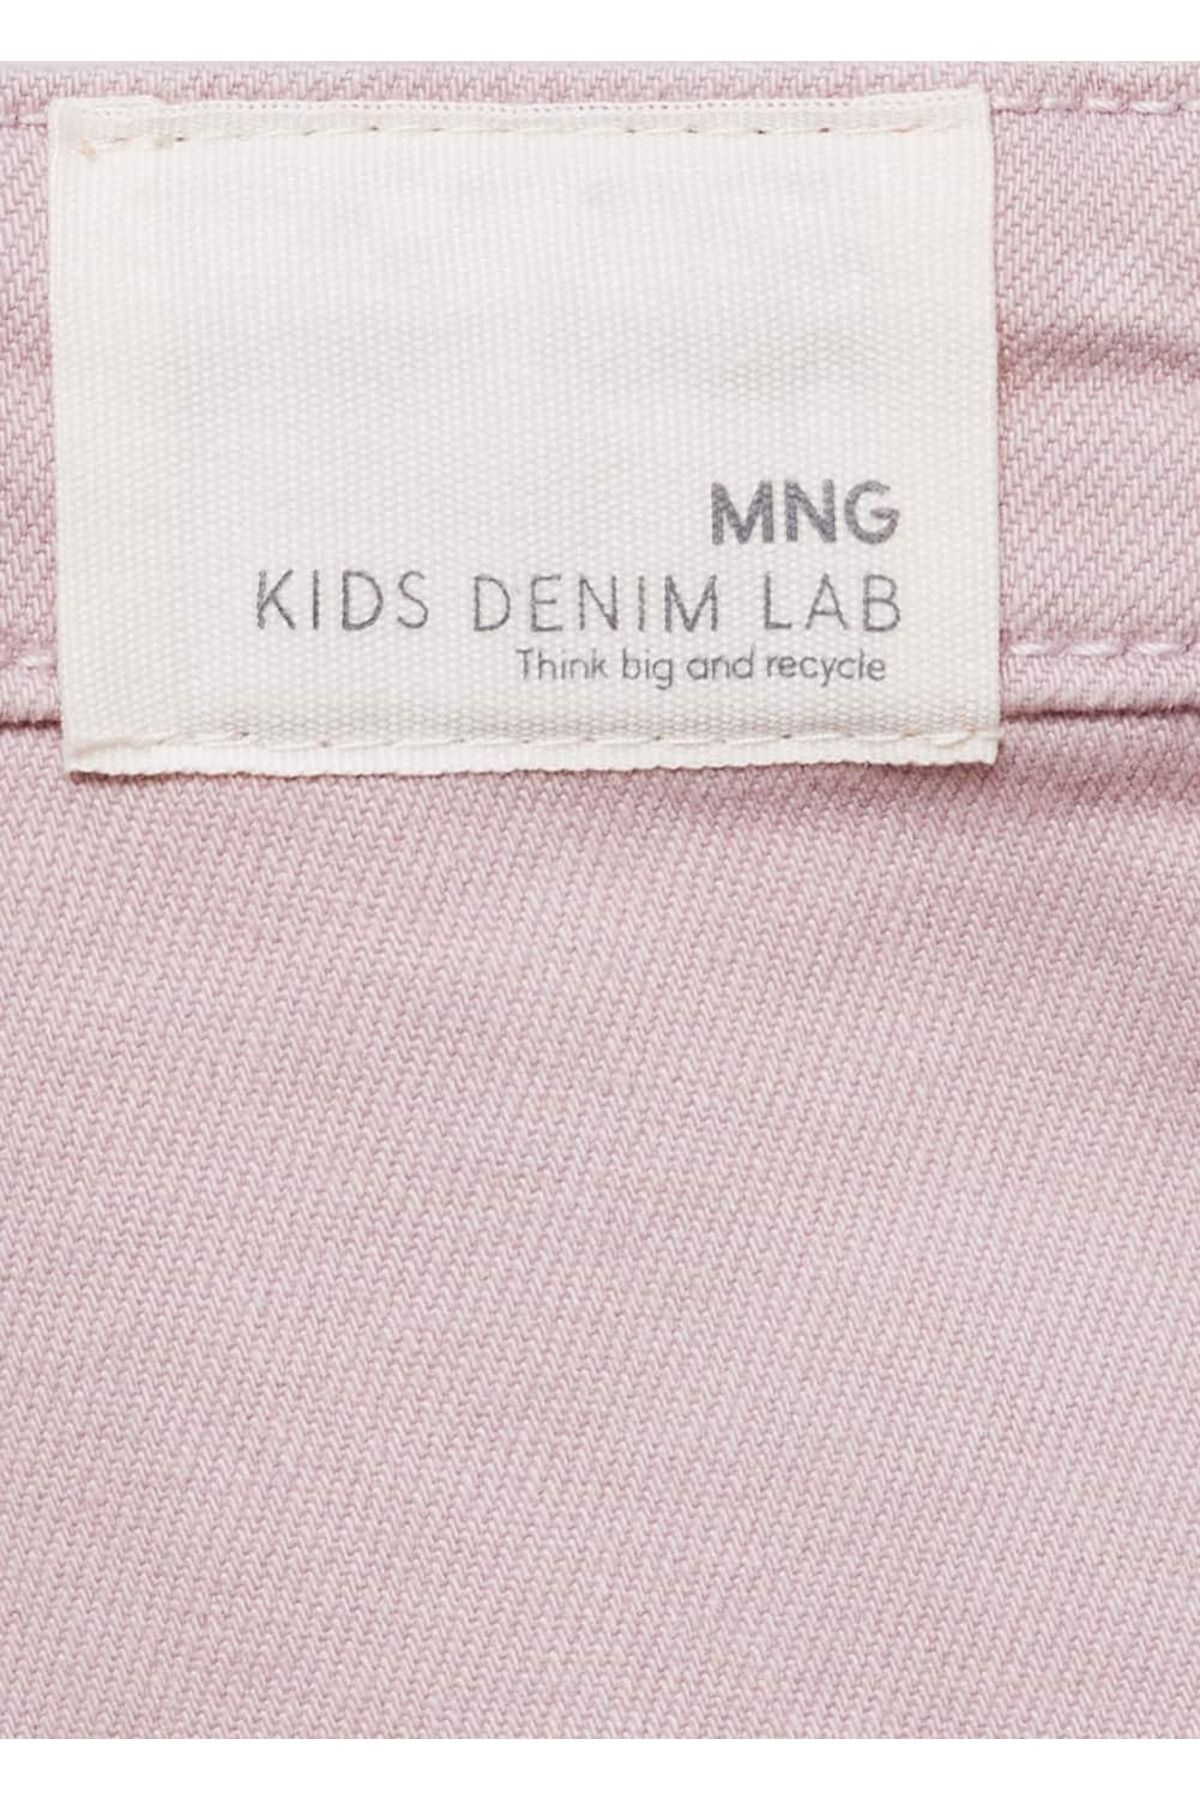 MNG
KIDS DENIM LAB
Think big and recycle